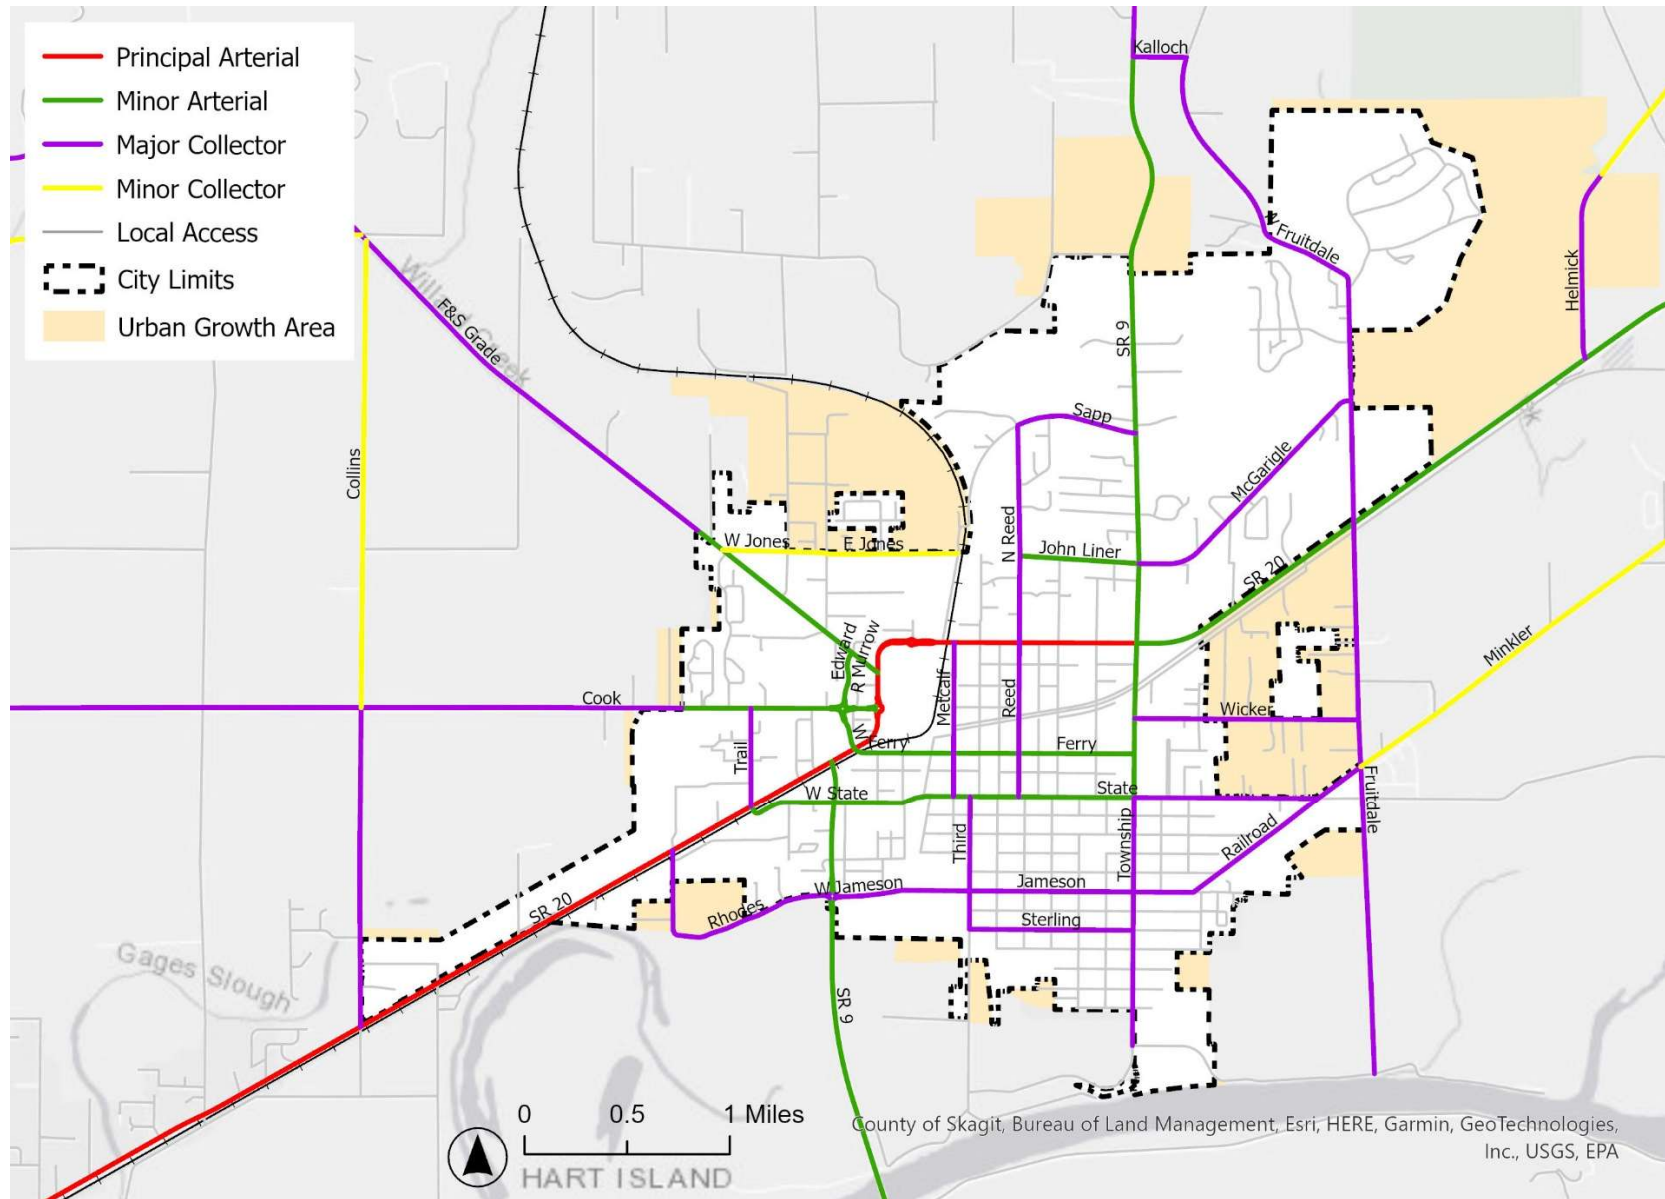 Principal Arterial
Minor Arterial
Major Collector
Minor Collector
Local Access
City Limits
Urban Growth Area
Kalloch
N Fruitdale
Helmick
SR 9
F&S Grade
Collins
Sapp
McGarigle
N Reed
John Liner
W Jones
E Jones
SR 20
Edward
R Murrow
Minkler
Cook
Metcalf
Reed
Wicker
W
Ferry
Ferry
Trail
W State
State
Fruitdale
Third
Township
Railroad
W Jameson
Jameson
Rhodes
Sterling
SR 20
Gages Slough
SR 9
0 0.5 1 Miles
HART ISLAND
County of Skagit, Bureau of Land Management, Esri, HERE, Garmin, GeoTechnologies,
Inc., USGS, EPA